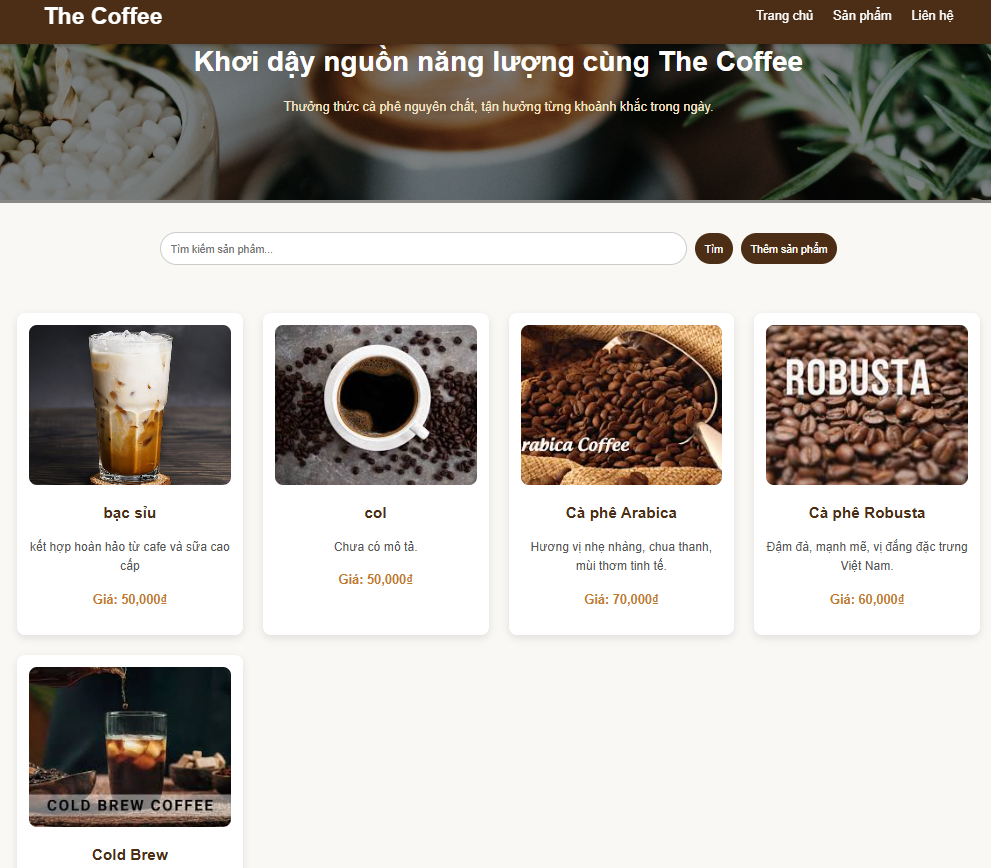 The Coffee
Trang chủ Sản phẩm Liên hệ
Khơi dậy nguồn năng lượng cùng The Coffee
Thưởng thức cà phê nguyên chất, tận hưởng từng khoảnh khắc trong ngày.
Tìm kiếm sản phẩm...
Tìm
Thêm sản phẩm
ROBUSTA
rabica Coffee
bạc sỉu
kết hợp hoàn hảo từ cafe và sữa cao
cấp
Giá: 50,000₫
col
Chưa có mô tả.
Giá: 50,000₫
Cà phê Arabica
Hương vị nhẹ nhàng, chua thanh,
mùi thơm tinh tế.
Giá: 70,000₫
Cà phê Robusta
Đậm đà, mạnh mẽ, vị đắng đặc trưng
Việt Nam.
Giá: 60,000₫
COLD BREW COFFEE
Cold Brew